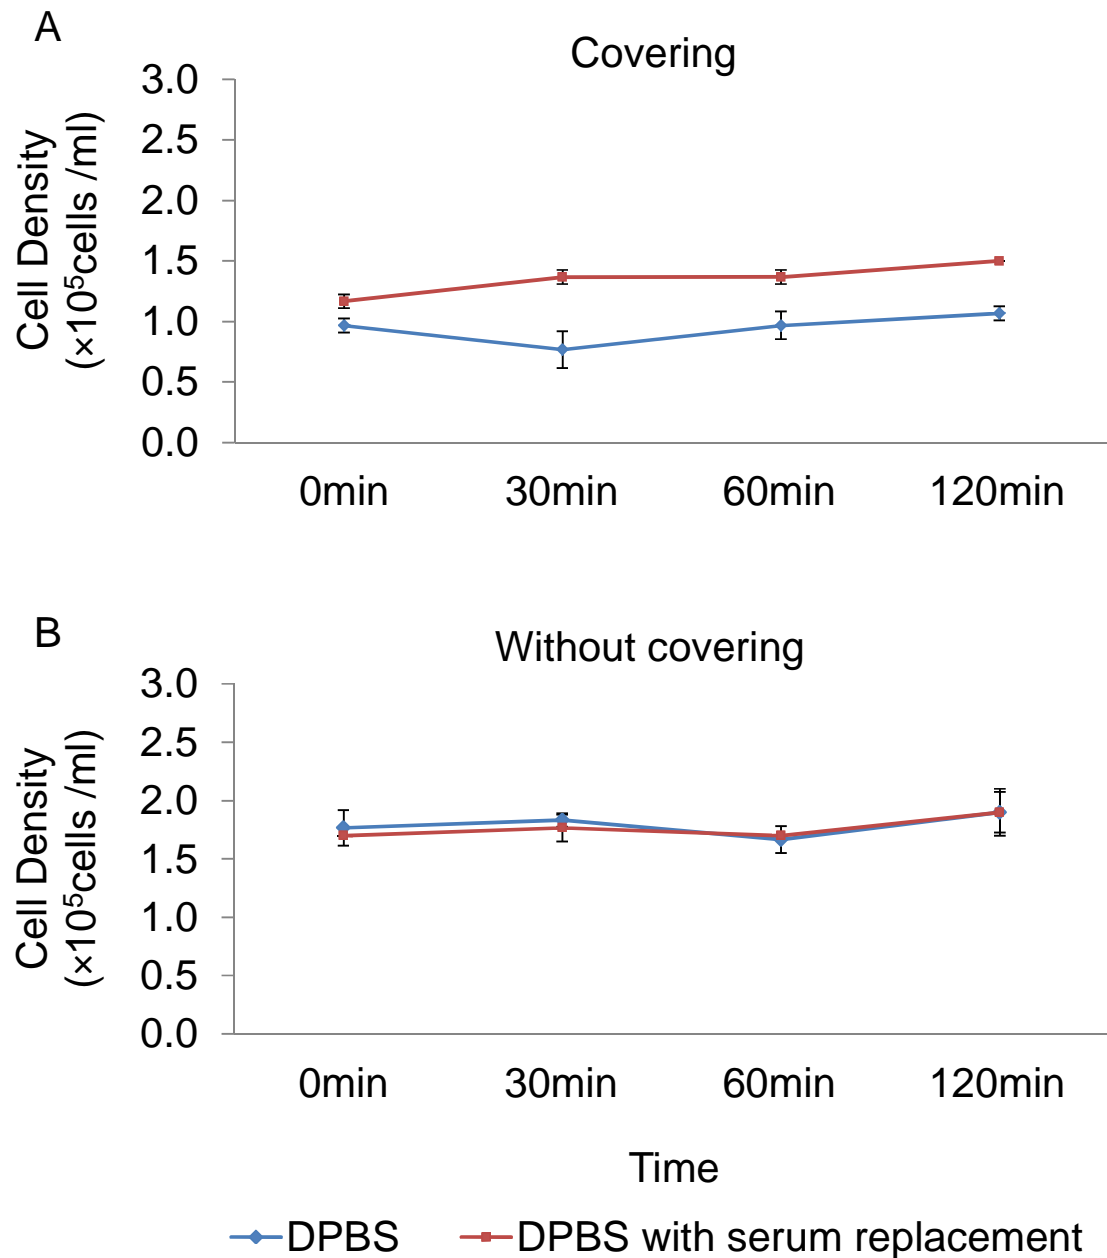 A
Covering
Cell Density
(×10⁵cells /ml)
3.0
2.5
2.0
1.5
1.0
0.5
0.0
0min 30min 60min 120min
B
Without covering
Cell Density
(×10⁵cells /ml)
3.0
2.5
2.0
1.5
1.0
0.5
0.0
0min 30min 60min 120min
Time
DPBS DPBS with serum replacement